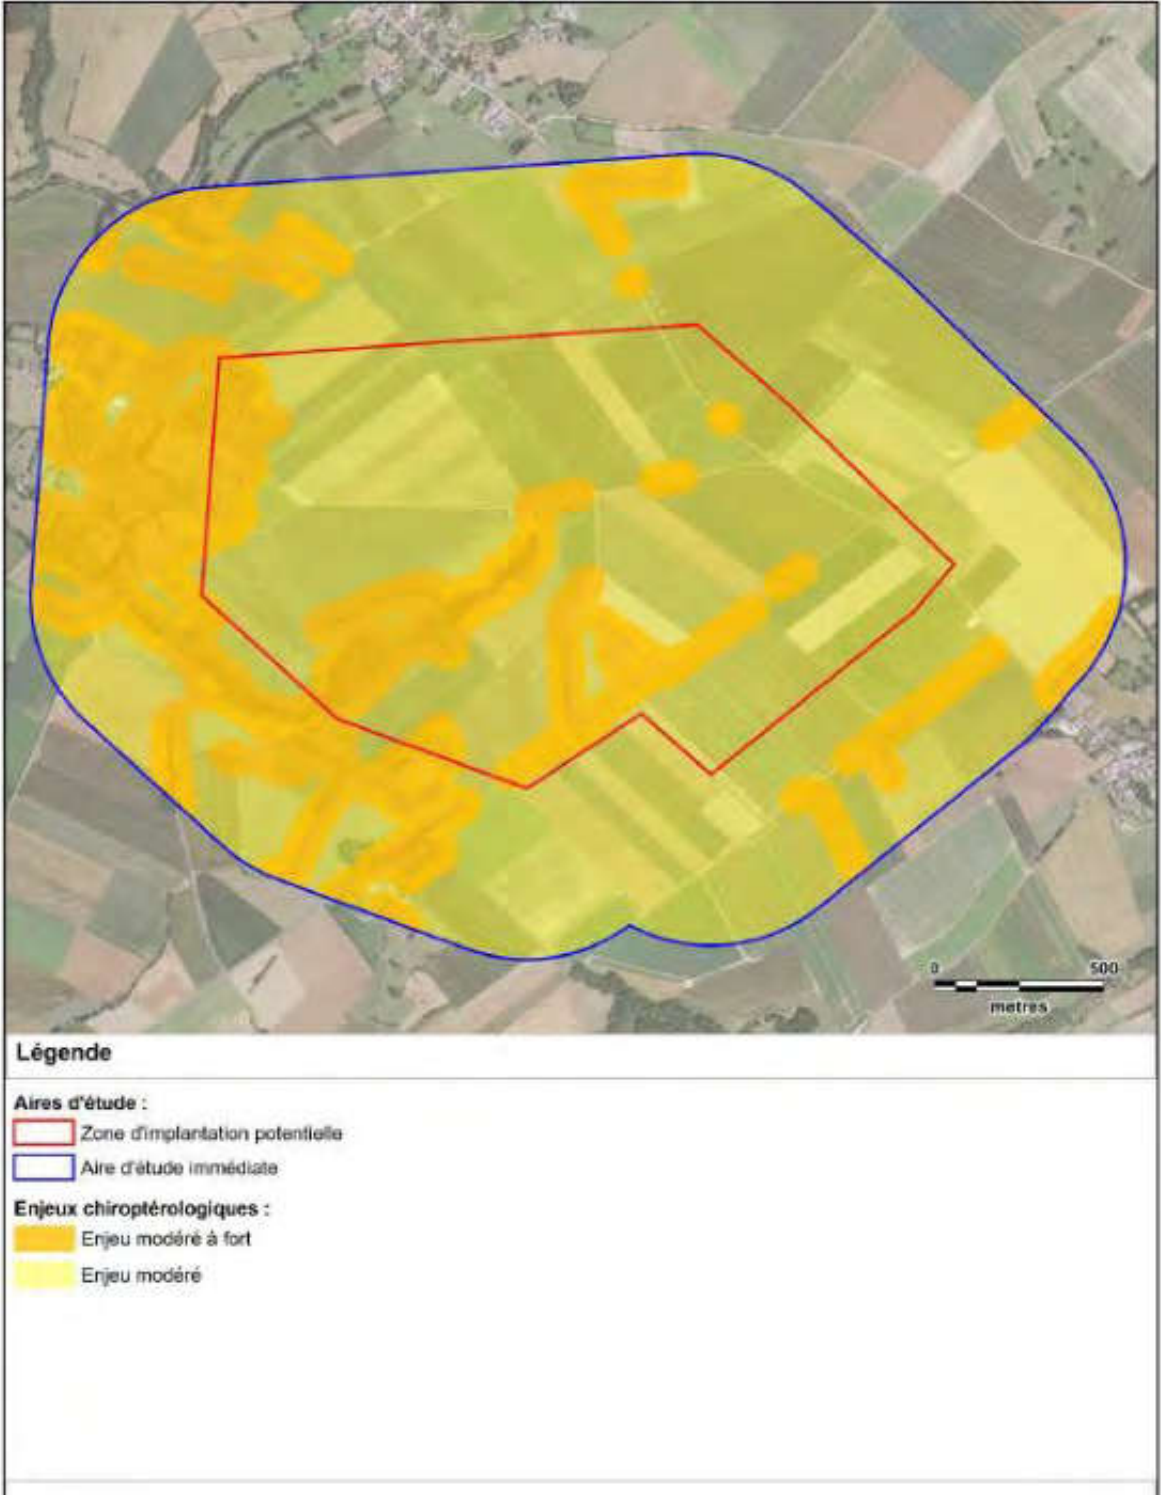 0 500
metres
Légende
Aires d'étude :
Zone d'implantation potentielle
Aire d'étude immédiate
Enjeux chiroptérologiques :
Enjeu modéré à fort
Enjeu modéré